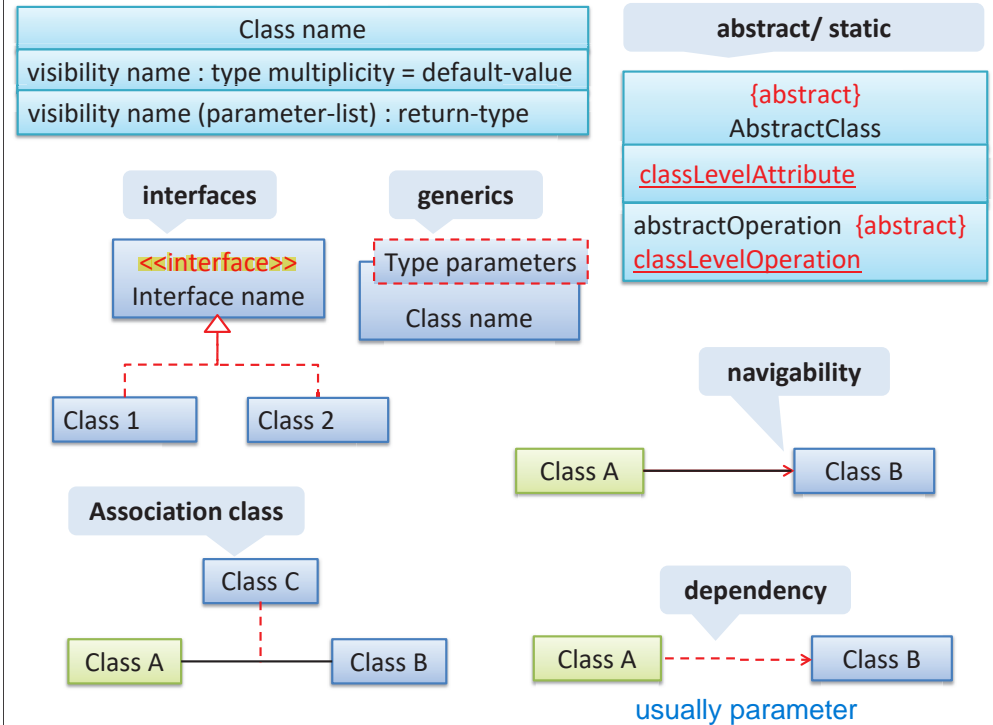 Class name
visibility name : type multiplicity = default-value
visibility name (parameter-list) : return-type
abstract/ static
{abstract}
AbstractClass
classLevelAttribute
abstractOperation {abstract}
classLevelOperation
interfaces
<<interface>>
Interface name
Class 1
Class 2
generics
Type parameters
Class name
navigability
Class A
Class B
Association class
Class C
Class A
Class B
dependency
Class A
Class B
usually parameter